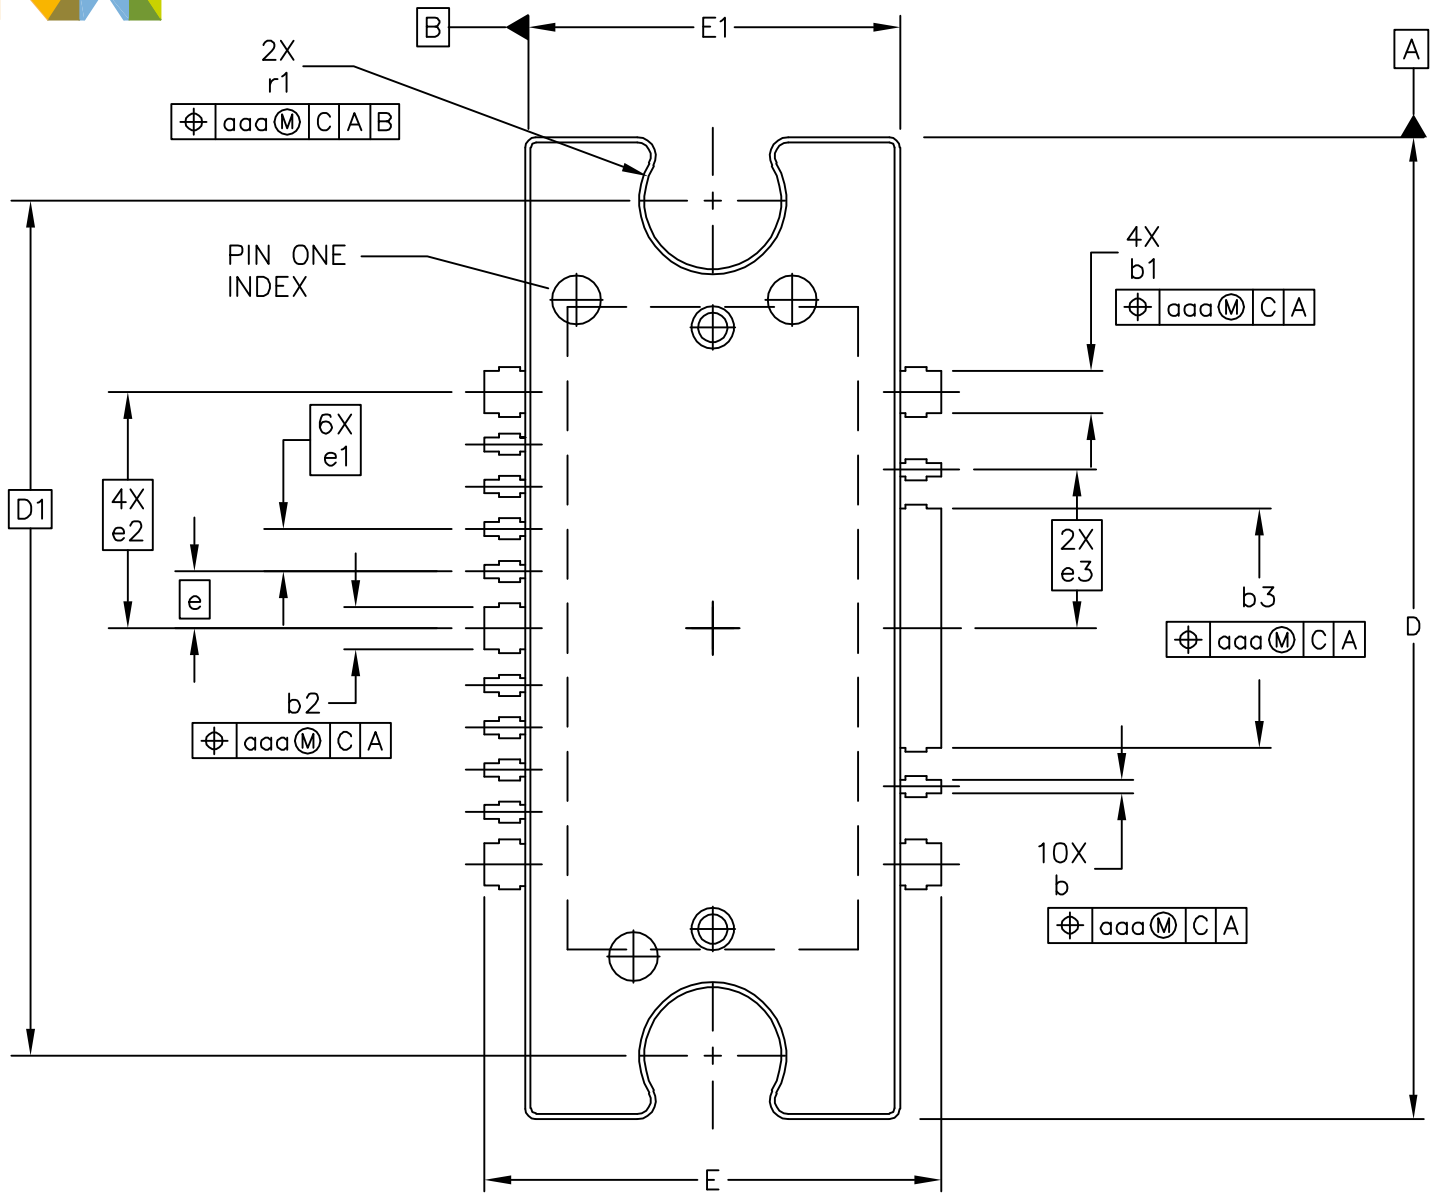 B
E1
A
2X
r1
⌖ aaa Ⓜ C A B
PIN ONE
INDEX
4X
b1
⌖ aaa Ⓜ C A
6X
e1
D1
4X
e2
2X
e3
e
b3
⌖ aaa Ⓜ C A
D
b2
⌖ aaa Ⓜ C A
10X
b
⌖ aaa Ⓜ C A
E